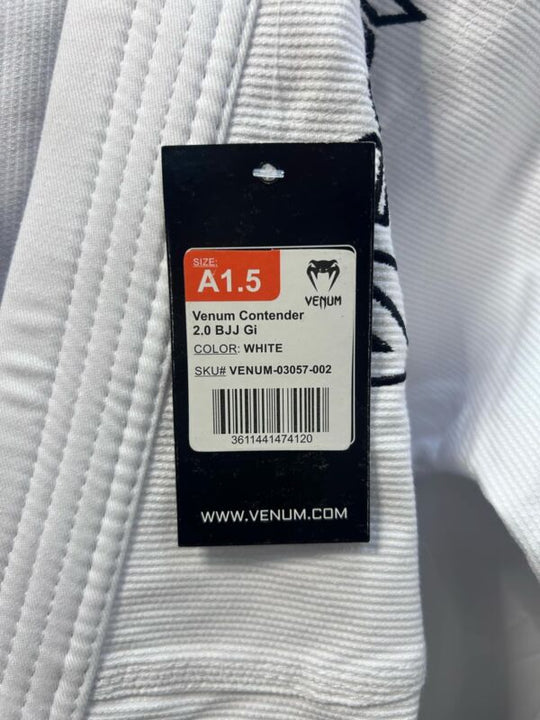 SIZE:
A1.5
VENUM
Venum Contender
2.0 BJJ Gi
COLOR: WHITE
SKU# VENUM-03057-002
3611441474120
WWW.VENUM.COM